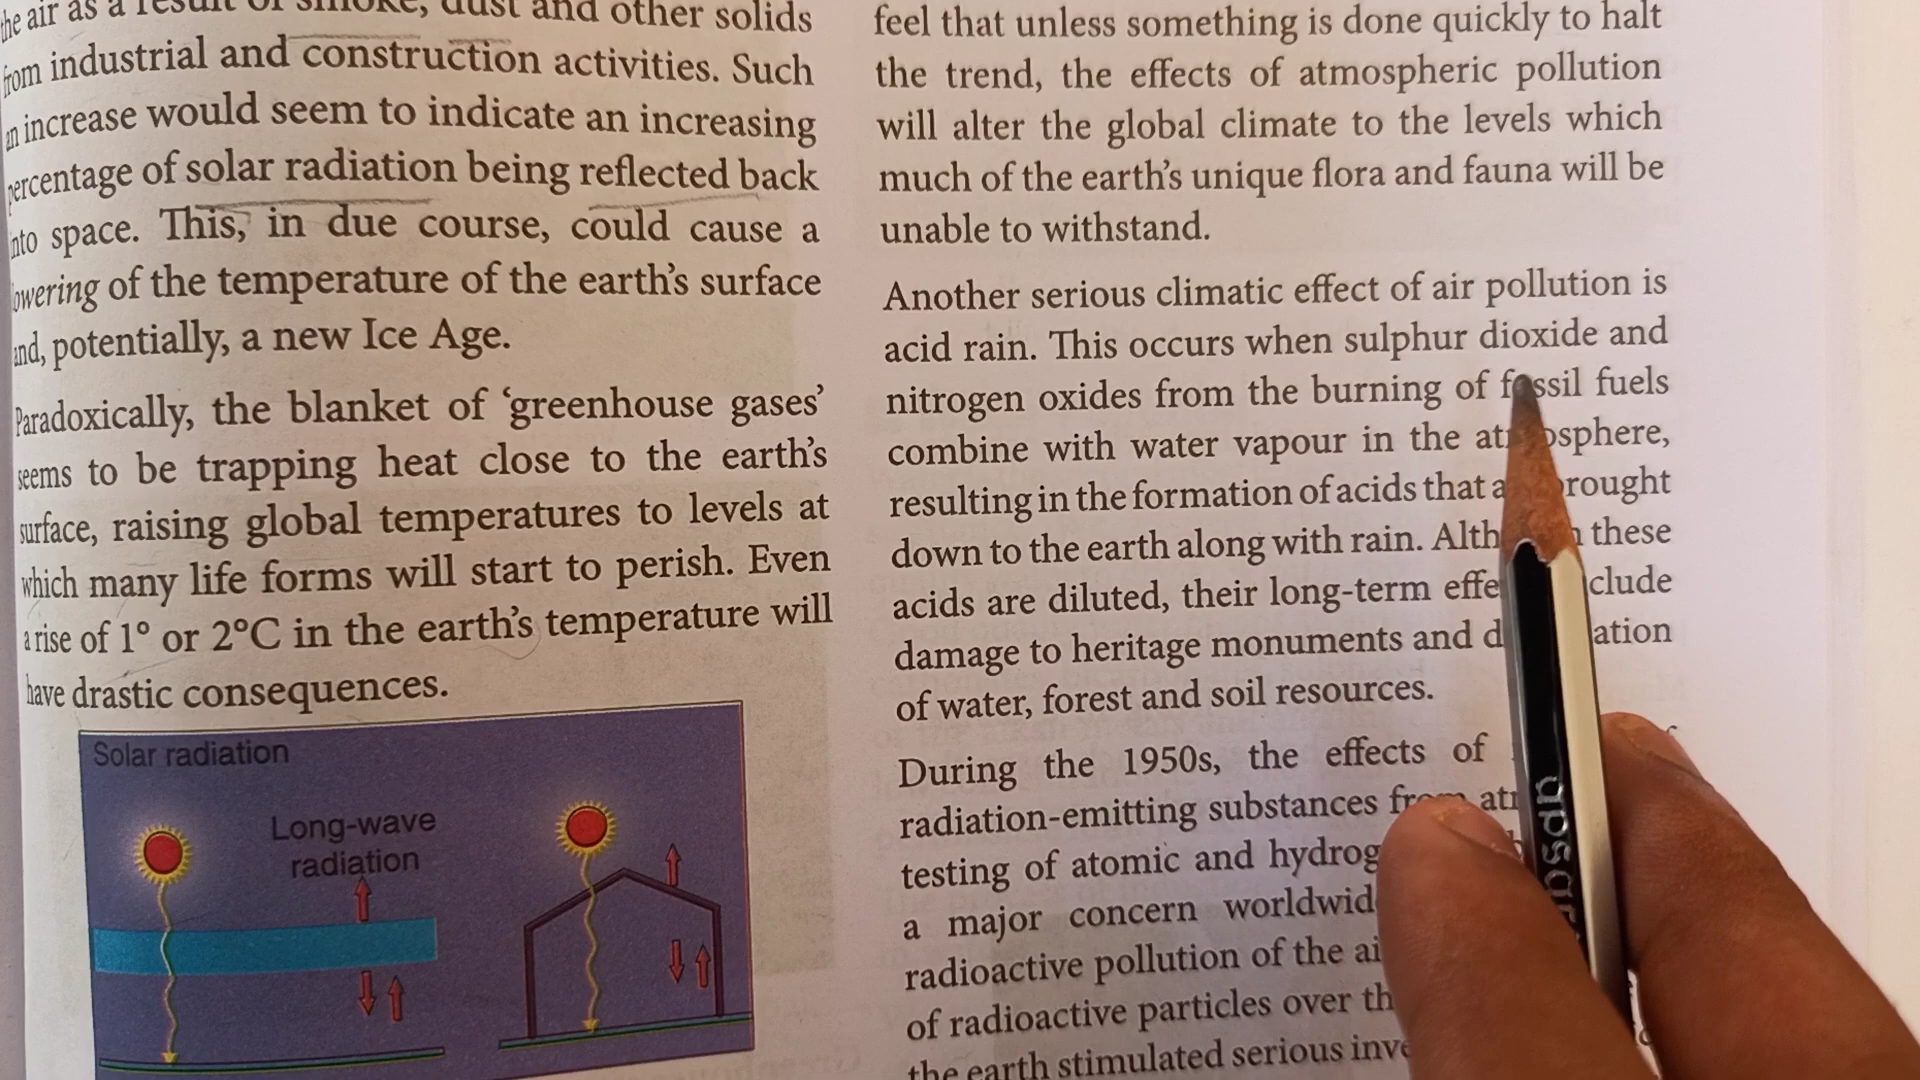 the air as a result of smoke, dust and other solids
from industrial and construction activities. Such
an increase would seem to indicate an increasing
percentage of solar radiation being reflected back
into space. This, in due course, could cause a
lowering of the temperature of the earth's surface
and, potentially, a new Ice Age.
Paradoxically, the blanket of ‘greenhouse gases’
seems to be trapping heat close to the earth's
surface, raising global temperatures to levels at
which many life forms will start to perish. Even
a rise of 1° or 2°C in the earth's temperature will
have drastic consequences.
Solar radiation
Long-wave
radiation
feel that unless something is done quickly to halt
the trend, the effects of atmospheric pollution
will alter the global climate to the levels which
much of the earth's unique flora and fauna will be
unable to withstand.
Another serious climatic effect of air pollution is
acid rain. This occurs when sulphur dioxide and
nitrogen oxides from the burning of fossil fuels
combine with water vapour in the atmosphere,
resulting in the formation of acids that are brought
down to the earth along with rain. Although these
acids are diluted, their long-term effects include
damage to heritage monuments and
of water, forest and soil resources.
During the 1950s, the effects of
radiation-emitting substances from
testing of atomic and
a major concern
radioactive pollution of the
of radioactive particles over
the earth stimulated serious
apsara